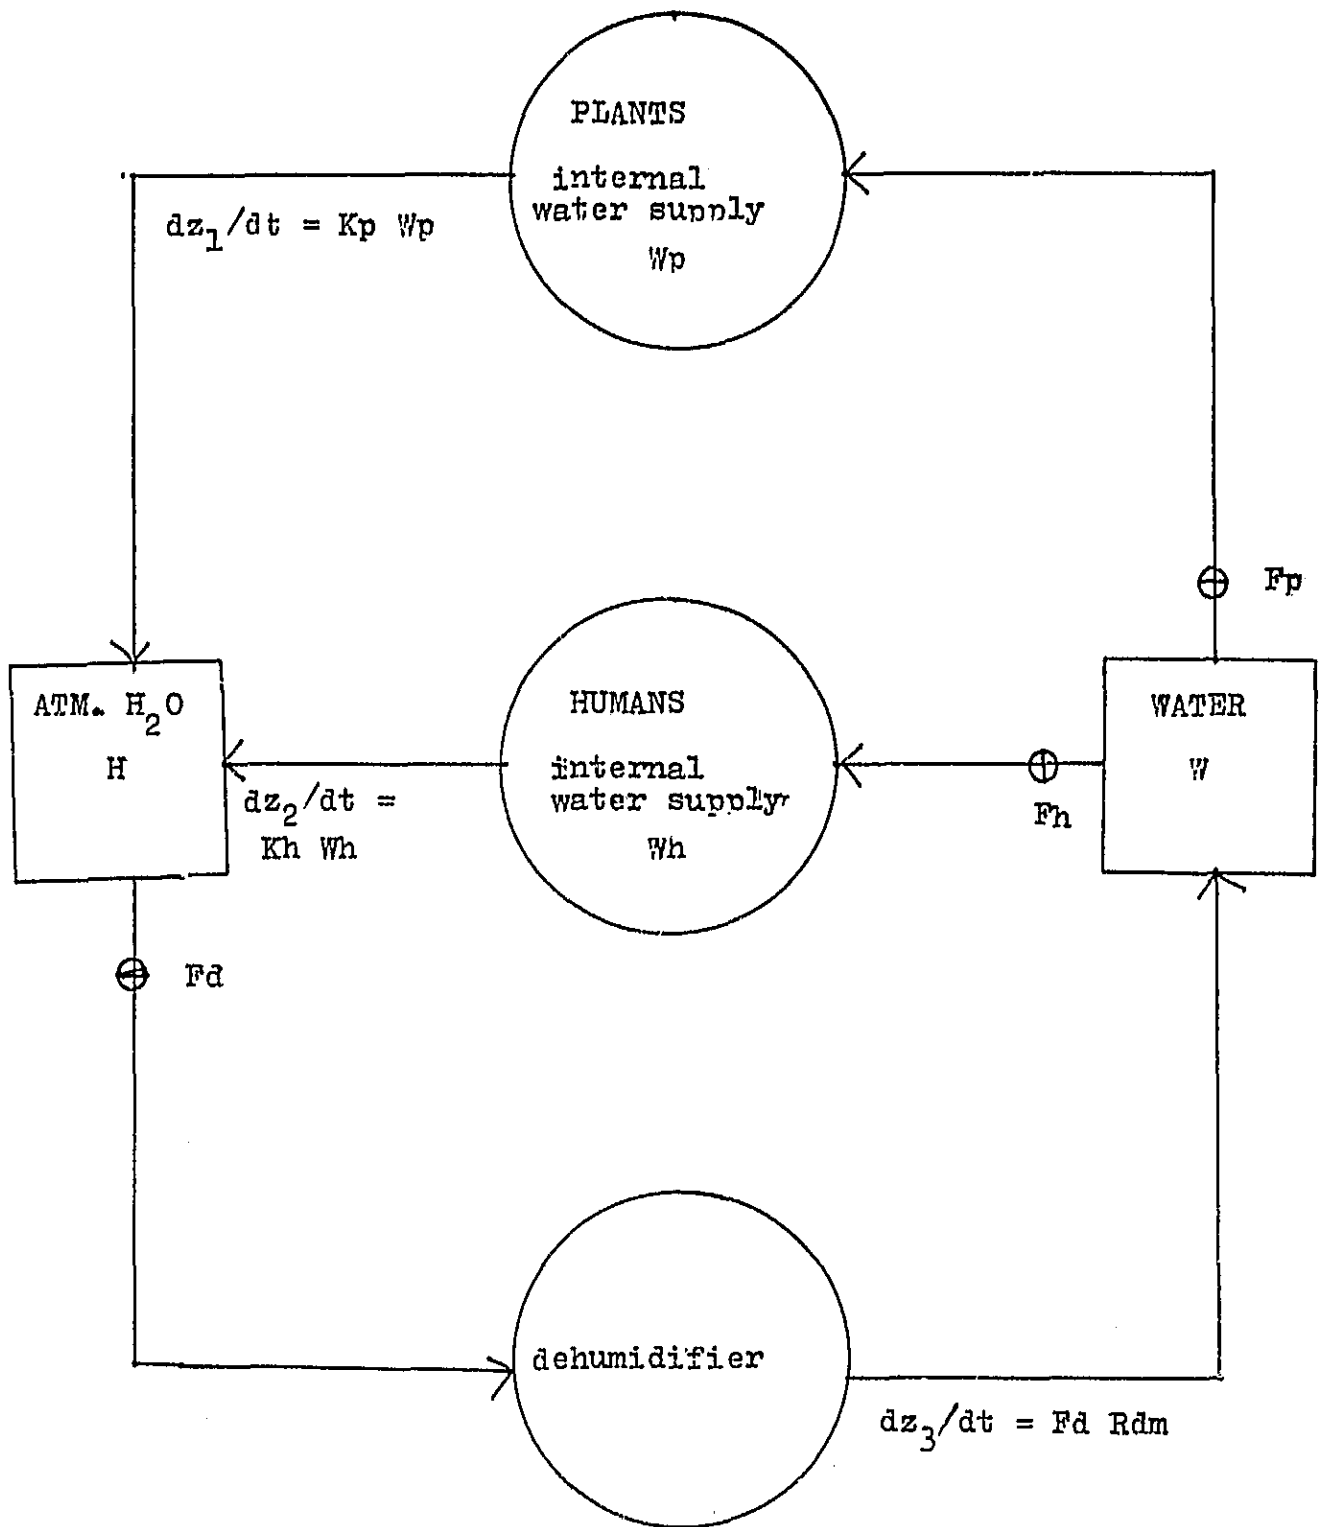 PLANTS
internal
water supply
Wp
dz₁/dt = Kp Wp
Fp
ATM. H₂O
H
HUMANS
internal
water supply
Wh
WATER
W
dz₂/dt =
Kh Wh
Fh
Fd
dehumidifier
dz₃/dt = Fd Rdm